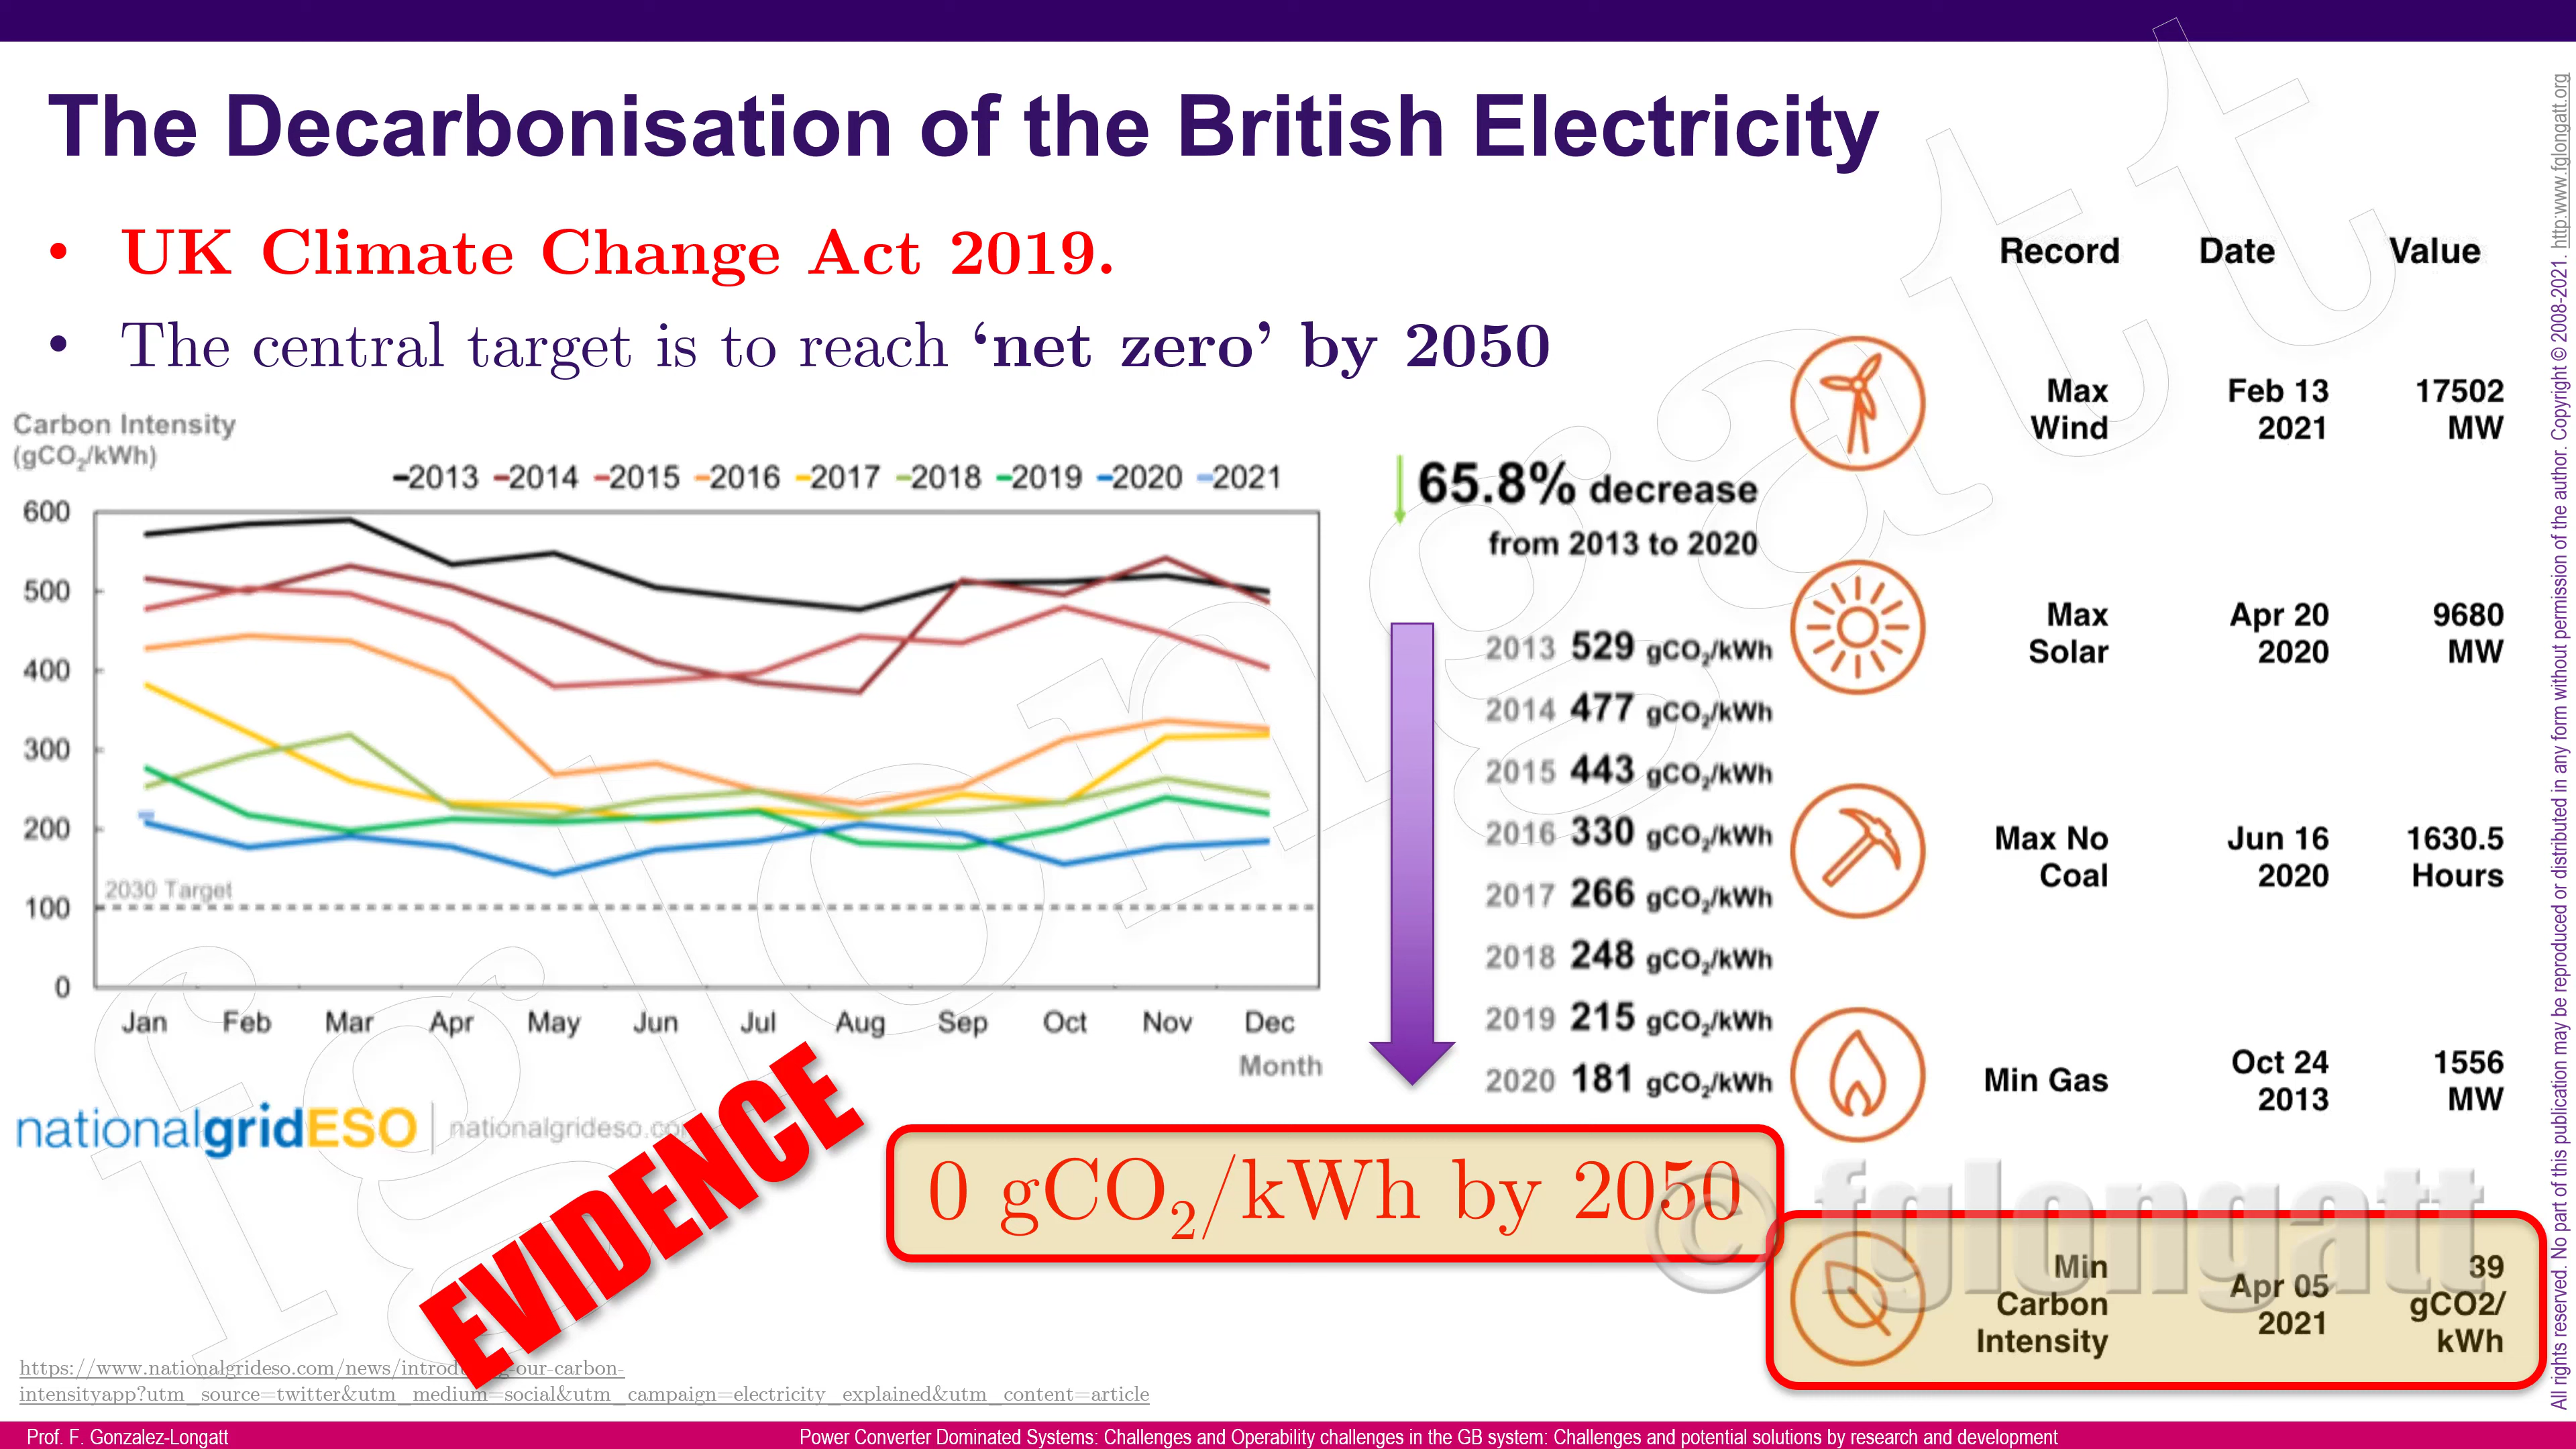 The Decarbonisation of the British Electricity
• UK Climate Change Act 2019.
• The central target is to reach ‘net zero’ by 2050
Carbon Intensity
(gCO₂/kWh)
2013 2014 2015 2016 2017 2018 2019 2020 2021
600
500
400
300
200
100
0
2030 Target
Jan Feb Mar Apr May Jun Jul Aug Sep Oct Nov Dec
Month
nationalgridESO | nationalgrideso.co
EVIDENCE
65.8% decrease
from 2013 to 2020
2013 529 gCO₂/kWh
2014 477 gCO₂/kWh
2015 443 gCO₂/kWh
2016 330 gCO₂/kWh
2017 266 gCO₂/kWh
2018 248 gCO₂/kWh
2019 215 gCO₂/kWh
2020 181 gCO₂/kWh
0 gCO₂/kWh by 2050
Record Date Value
Max Wind Feb 13 2021 17502 MW
Max Solar Apr 20 2020 9680 MW
Max No Coal Jun 16 2020 1630.5 Hours
Min Gas Oct 24 2013 1556 MW
Min Carbon Intensity Apr 05 2021 39 gCO2/kWh
© fglongatt
fglongatt
https://www.nationalgrideso.com/news/introd g-our-carbon-
intensityapp?utm_source=twitter&utm_medium=social&utm_campaign=electricity_explained&utm_content=article
Prof. F. Gonzalez-Longatt
Power Converter Dominated Systems: Challenges and Operability challenges in the GB system: Challenges and potential solutions by research and development
All rights reserved. No part of this publication may be reproduced or distributed in any form without permission of the author. Copyright © 2008-2021. http:www.fglongatt.org